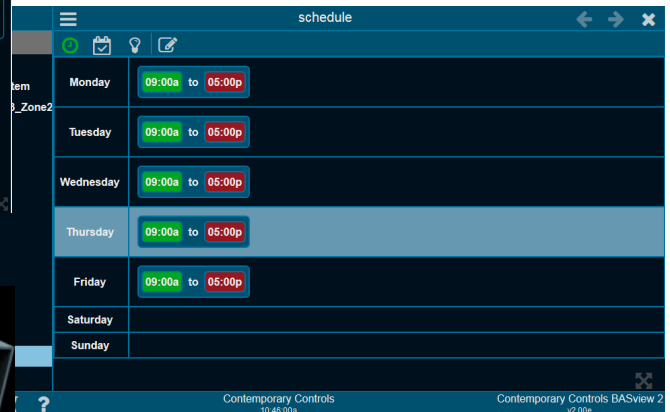 schedule
tem
_Zone2
Monday 09:00a to 05:00p
Tuesday 09:00a to 05:00p
Wednesday 09:00a to 05:00p
Thursday 09:00a to 05:00p
Friday 09:00a to 05:00p
Saturday
Sunday
? Contemporary Controls Contemporary Controls BASview 2
10:46:00a v2.00e